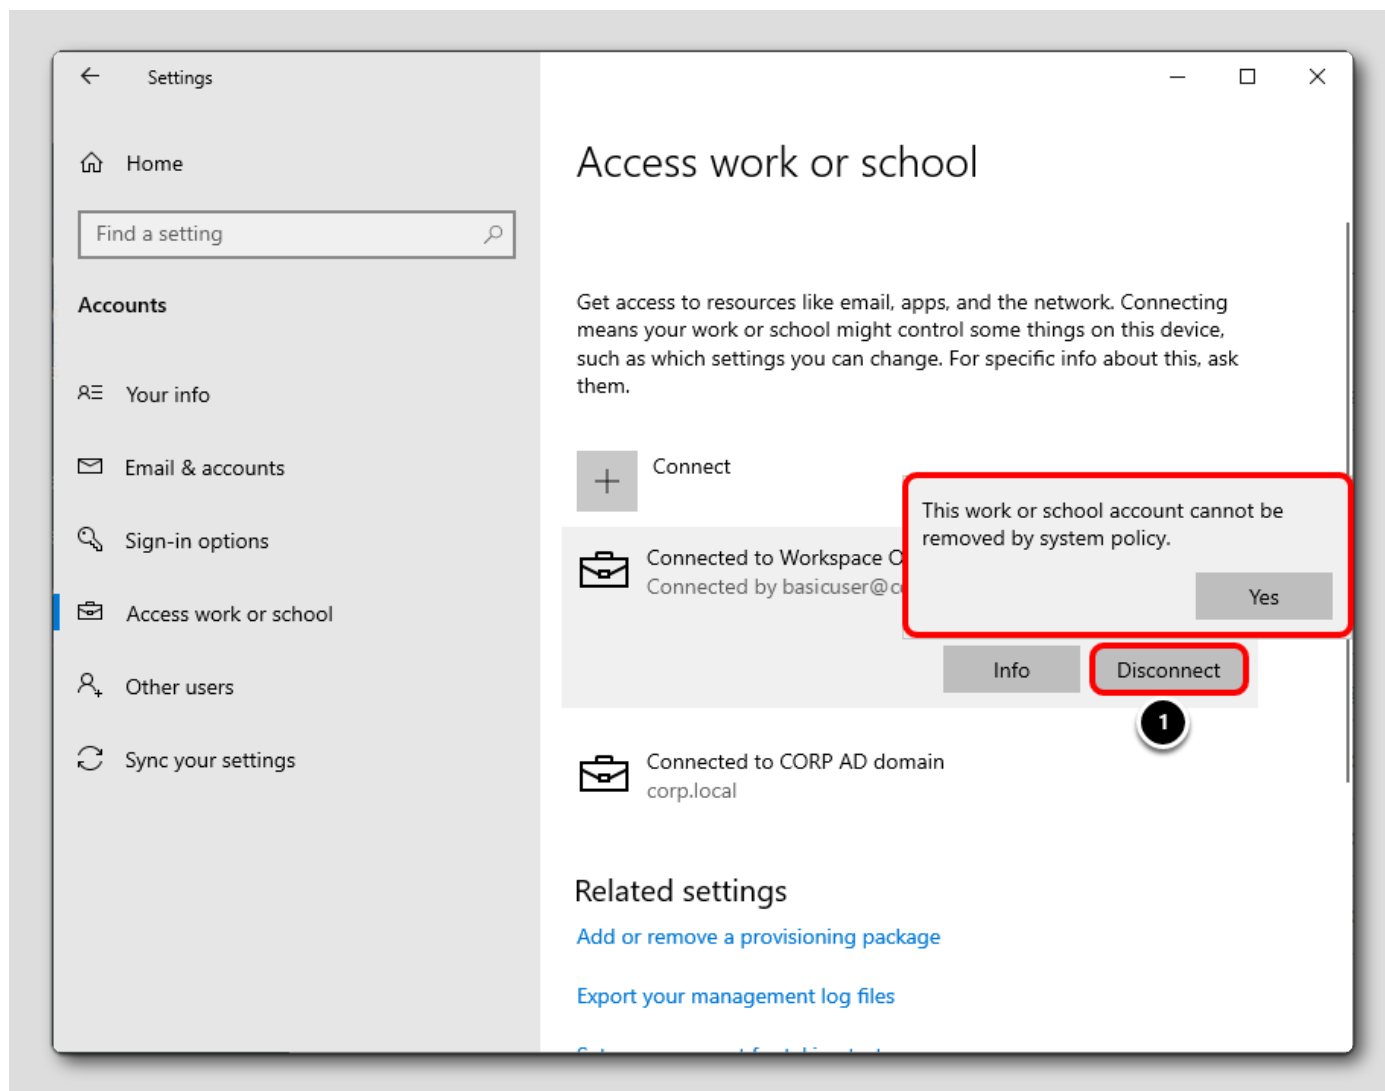 Settings
Home
Find a setting
Accounts
Your info
Email & accounts
Sign-in options
Access work or school
Other users
Sync your settings
Access work or school
Get access to resources like email, apps, and the network. Connecting
means your work or school might control some things on this device,
such as which settings you can change. For specific info about this, ask
them.
Connect
Connected to Workspace
Connected by
This work or school account cannot be
removed by system policy.
Yes
Info
Disconnect
1
Connected to CORP AD domain
corp.local
Related settings
Add or remove a provisioning package
Export your management log files